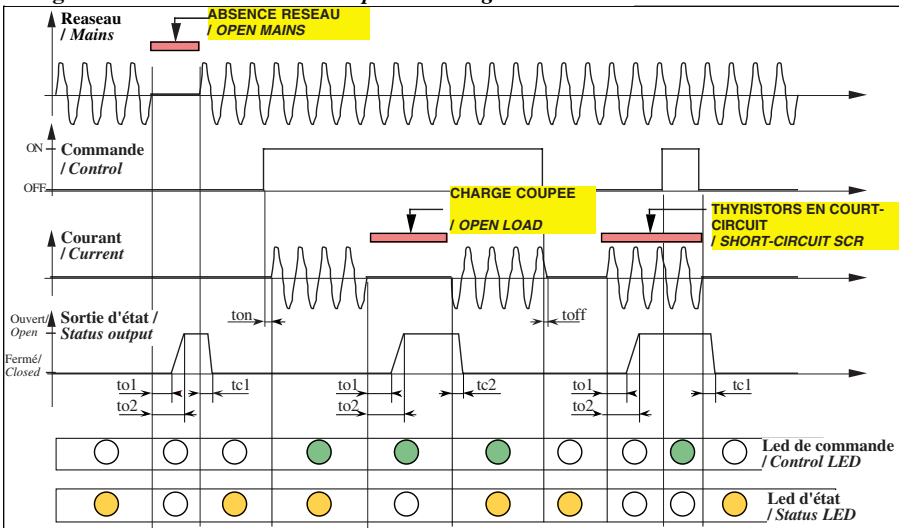 Reaseau
/ Mains
ABSENCE RESEAU
/ OPEN MAINS
ON
Commande
/ Control
OFF
CHARGE COUPEE
/ OPEN LOAD
THYRISTORS EN COURT-
CIRCUIT
/ SHORT-CIRCUIT SCR
Courant
/ Current
Ouvert/
Open
Sortie d'état /
Status output
ton
toff
Fermé/
Closed
to1
tc1
to1
tc2
to1
tc1
to2
to2
to2
Led de commande
/ Control LED
Led d'état
/ Status LED